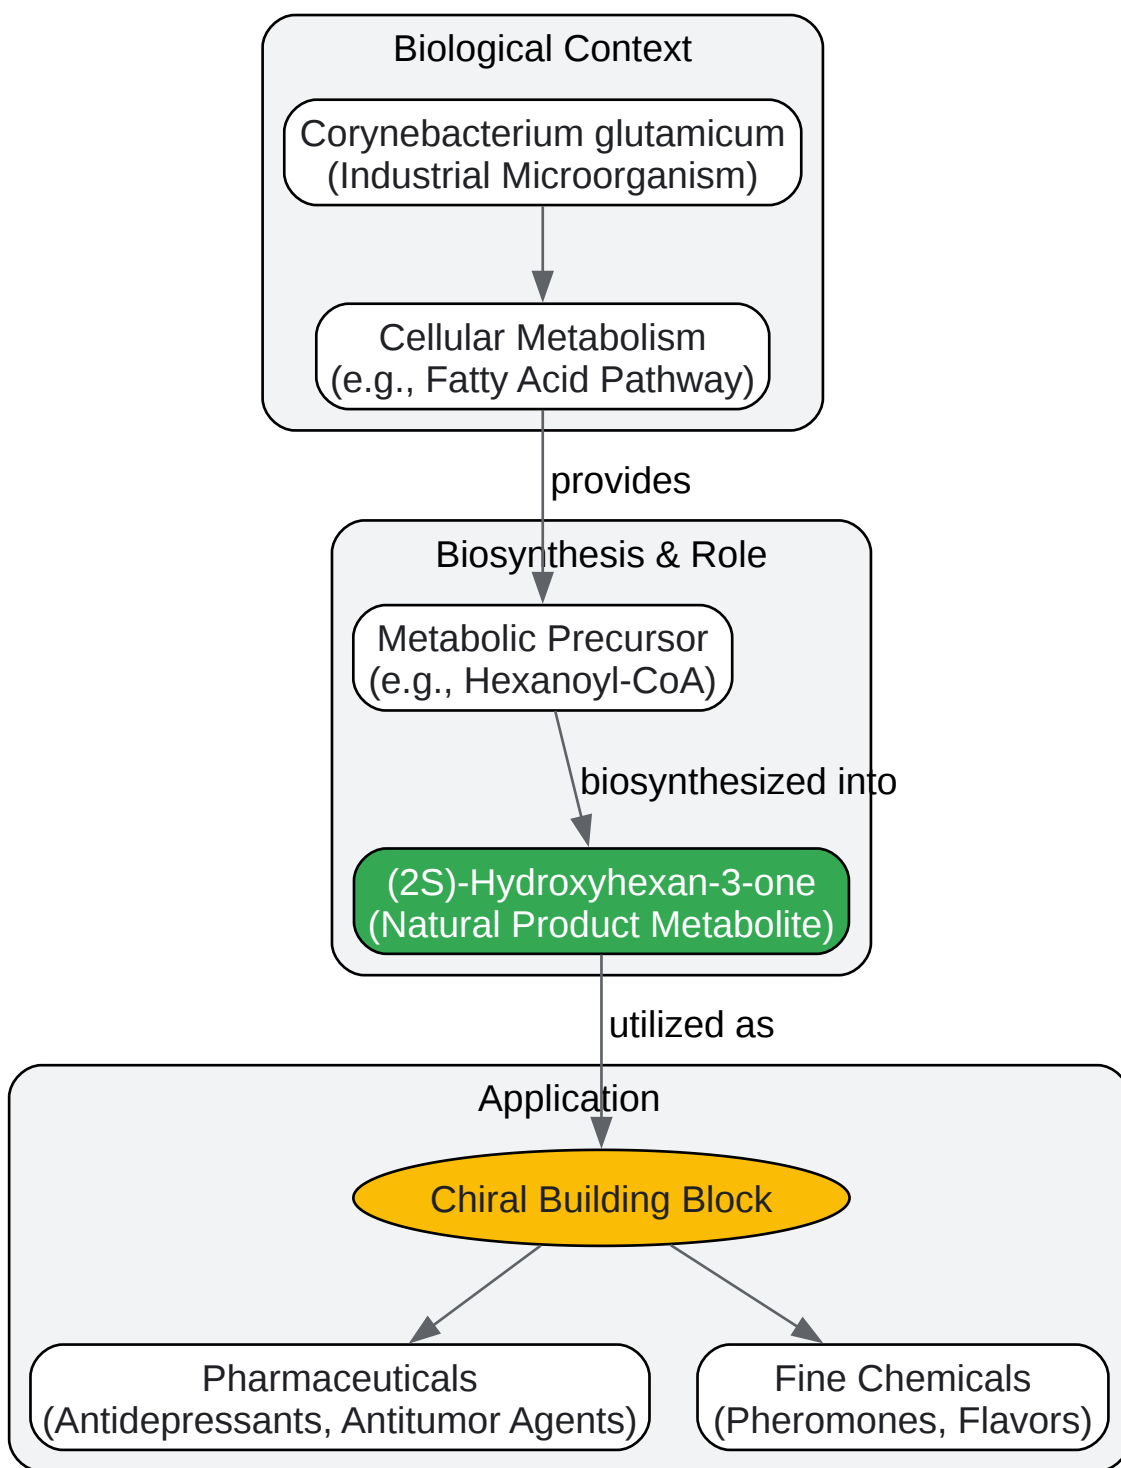 Biological Context
Corynebacterium glutamicum
(Industrial Microorganism)
Cellular Metabolism
(e.g., Fatty Acid Pathway)
provides
Biosynthesis & Role
Metabolic Precursor
(e.g., Hexanoyl-CoA)
biosynthesized into
(2S)-Hydroxyhexan-3-one
(Natural Product Metabolite)
utilized as
Application
Chiral Building Block
Pharmaceuticals
(Antidepressants, Antitumor Agents)
Fine Chemicals
(Pheromones, Flavors)